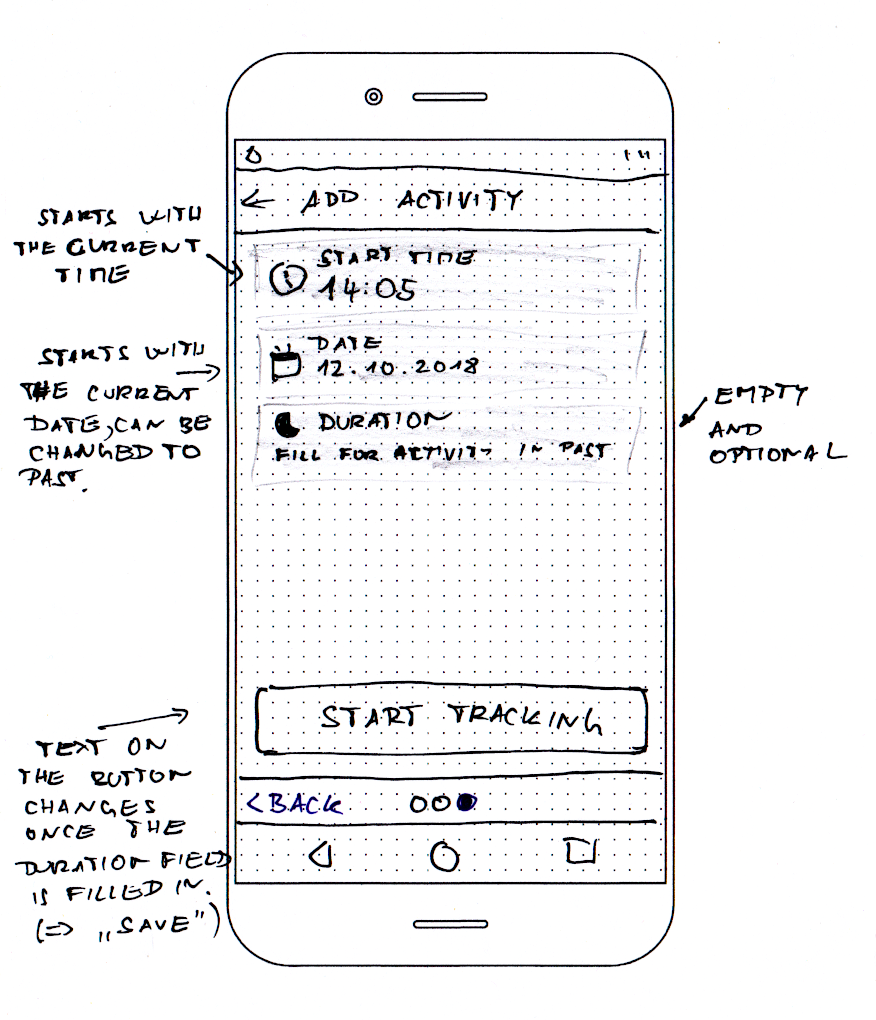 ← ADD ACTIVITY
START TIME
14:05
DATE
12.10.2018
DURATION
FILL FOR ACTIVITY IN PAST
START TRACKING
< BACK
STARTS WITH
THE CURRENT
TIME
STARTS WITH
THE CURRENT
DATE, CAN BE
CHANGED TO
PAST.
EMPTY
AND
OPTIONAL
TEXT ON
THE BUTTON
CHANGES
ONCE THE
DURATION FIELD
IS FILLED IN.
(=> „SAVE")